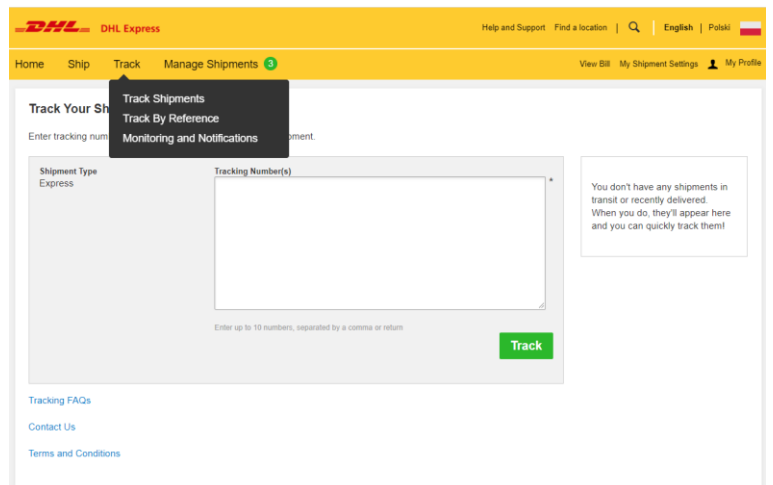 DHL DHL Express Help and Support Find a location | English | Polski
Home Ship Track Manage Shipments 3 View Bill My Shipment Settings My Profile
Track Shipments
Track By Reference
Monitoring and Notifications
Track Your Sh
Enter tracking num ment.
Shipment Type
Express
Tracking Number(s)
*
Enter up to 10 numbers, separated by a comma or return
Track
You don't have any shipments in
transit or recently delivered.
When you do, they'll appear here
and you can quickly track them!
Tracking FAQs
Contact Us
Terms and Conditions